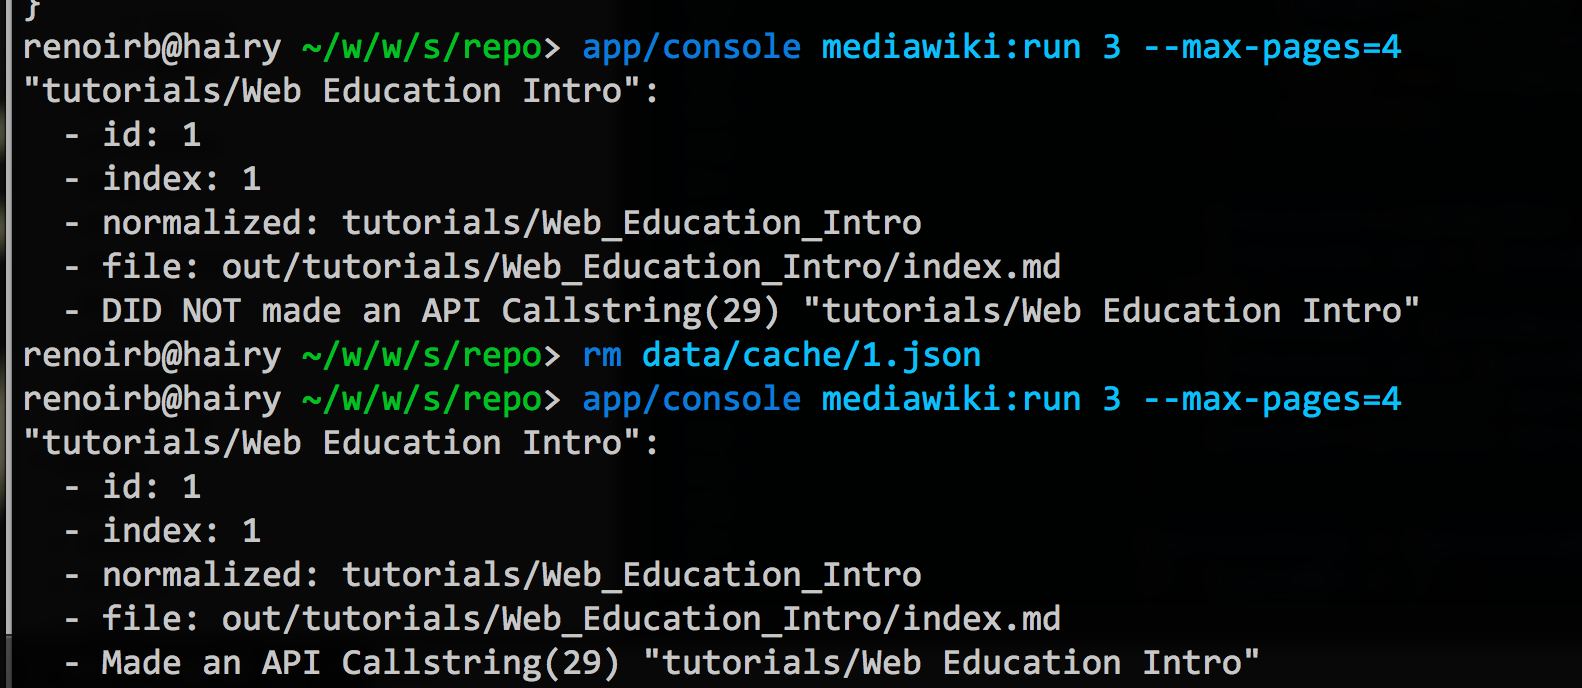 }
renoirb@hairy ~/w/w/s/repo> app/console mediawiki:run 3 --max-pages=4
"tutorials/Web Education Intro":
  - id: 1
  - index: 1
  - normalized: tutorials/Web_Education_Intro
  - file: out/tutorials/Web_Education_Intro/index.md
  - DID NOT made an API Callstring(29) "tutorials/Web Education Intro"
renoirb@hairy ~/w/w/s/repo> rm data/cache/1.json
renoirb@hairy ~/w/w/s/repo> app/console mediawiki:run 3 --max-pages=4
"tutorials/Web Education Intro":
  - id: 1
  - index: 1
  - normalized: tutorials/Web_Education_Intro
  - file: out/tutorials/Web_Education_Intro/index.md
  - Made an API Callstring(29) "tutorials/Web Education Intro"